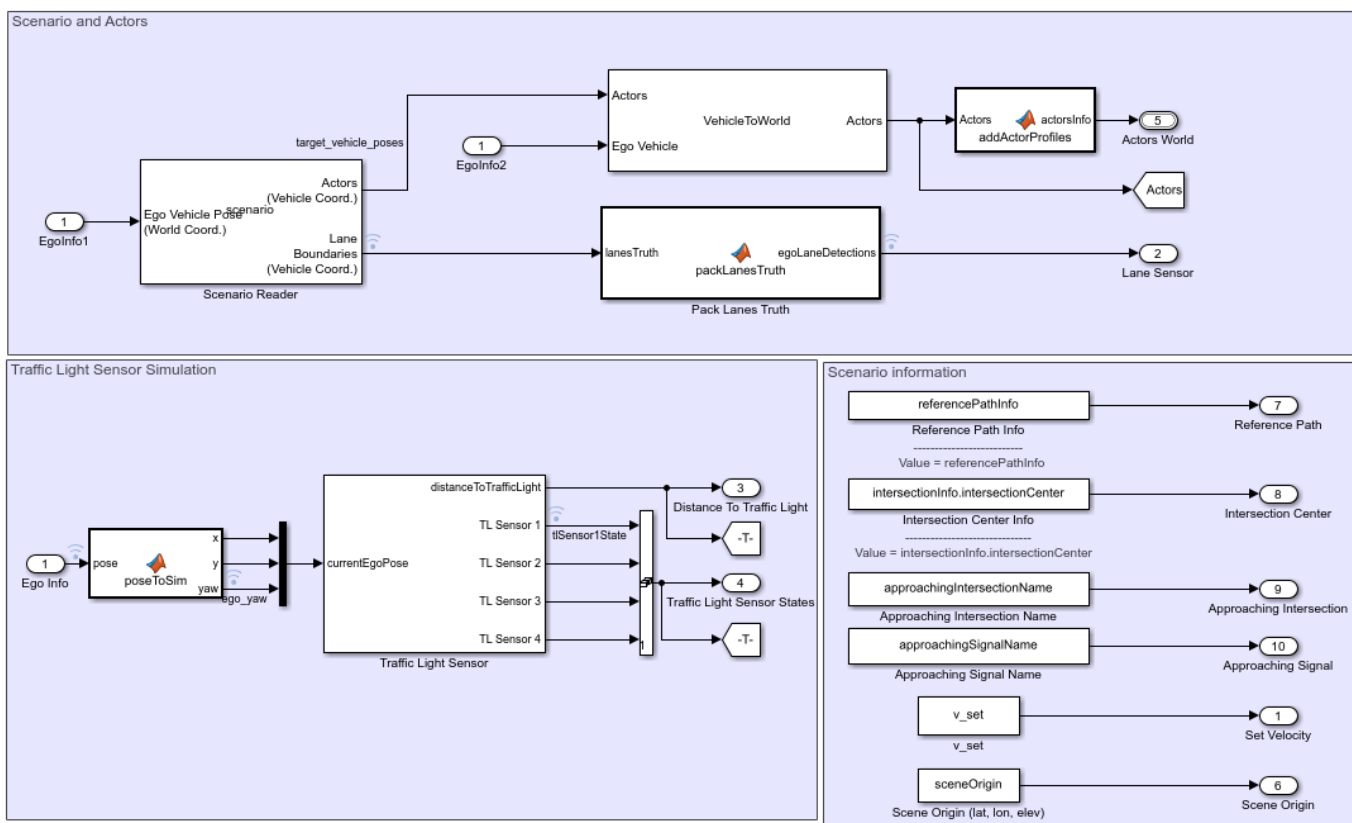 Scenario and Actors
Actors
VehicleToWorld
Actors
Ego Vehicle
Actors
actorsInfo
addActorProfiles
5
Actors World
target_vehicle_poses
1
EgoInfo2
Actors
Actors
(Vehicle Coord.)
Ego Vehicle Pose
(World Coord.)
scenario
Lane
Boundaries
(Vehicle Coord.)
Scenario Reader
1
EgoInfo1
lanesTruth
egoLaneDetections
packLanesTruth
Pack Lanes Truth
2
Lane Sensor
Traffic Light Sensor Simulation
distanceToTrafficLight
3
Distance To Traffic Light
TL Sensor 1
tlSensor1State
-T-
1
Ego Info
pose
x
y
yaw
poseToSim
ego_yaw
currentEgoPose
TL Sensor 2
4
Traffic Light Sensor States
TL Sensor 3
TL Sensor 4
1
-T-
Traffic Light Sensor
Scenario information
referencePathInfo
7
Reference Path Info
Reference Path
---------------------------
Value = referencePathInfo
intersectionInfo.intersectionCenter
8
Intersection Center Info
Intersection Center
-------------------------------
Value = intersectionInfo.intersectionCenter
approachingIntersectionName
9
Approaching Intersection Name
Approaching Intersection
approachingSignalName
10
Approaching Signal Name
Approaching Signal
v_set
1
v_set
Set Velocity
sceneOrigin
6
Scene Origin (lat, lon, elev)
Scene Origin